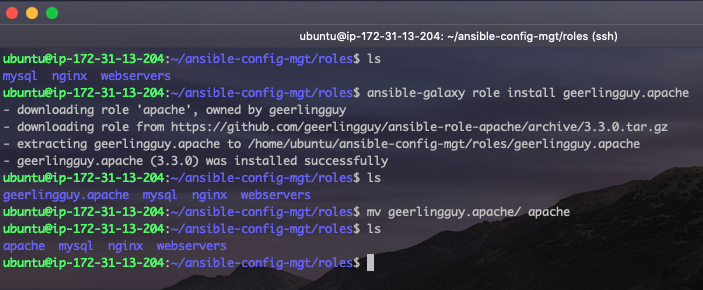 ubuntu@ip-172-31-13-204: ~/ansible-config-mgt/roles (ssh)
ubuntu@ip-172-31-13-204:~/ansible-config-mgt/roles$ ls
mysql  nginx  webservers
ubuntu@ip-172-31-13-204:~/ansible-config-mgt/roles$ ansible-galaxy role install geerlingguy.apache
- downloading role 'apache', owned by geerlingguy
- downloading role from https://github.com/geerlingguy/ansible-role-apache/archive/3.3.0.tar.gz
- extracting geerlingguy.apache to /home/ubuntu/ansible-config-mgt/roles/geerlingguy.apache
- geerlingguy.apache (3.3.0) was installed successfully
ubuntu@ip-172-31-13-204:~/ansible-config-mgt/roles$ ls
geerlingguy.apache  mysql  nginx  webservers
ubuntu@ip-172-31-13-204:~/ansible-config-mgt/roles$ mv geerlingguy.apache/ apache
ubuntu@ip-172-31-13-204:~/ansible-config-mgt/roles$ ls
apache  mysql  nginx  webservers
ubuntu@ip-172-31-13-204:~/ansible-config-mgt/roles$